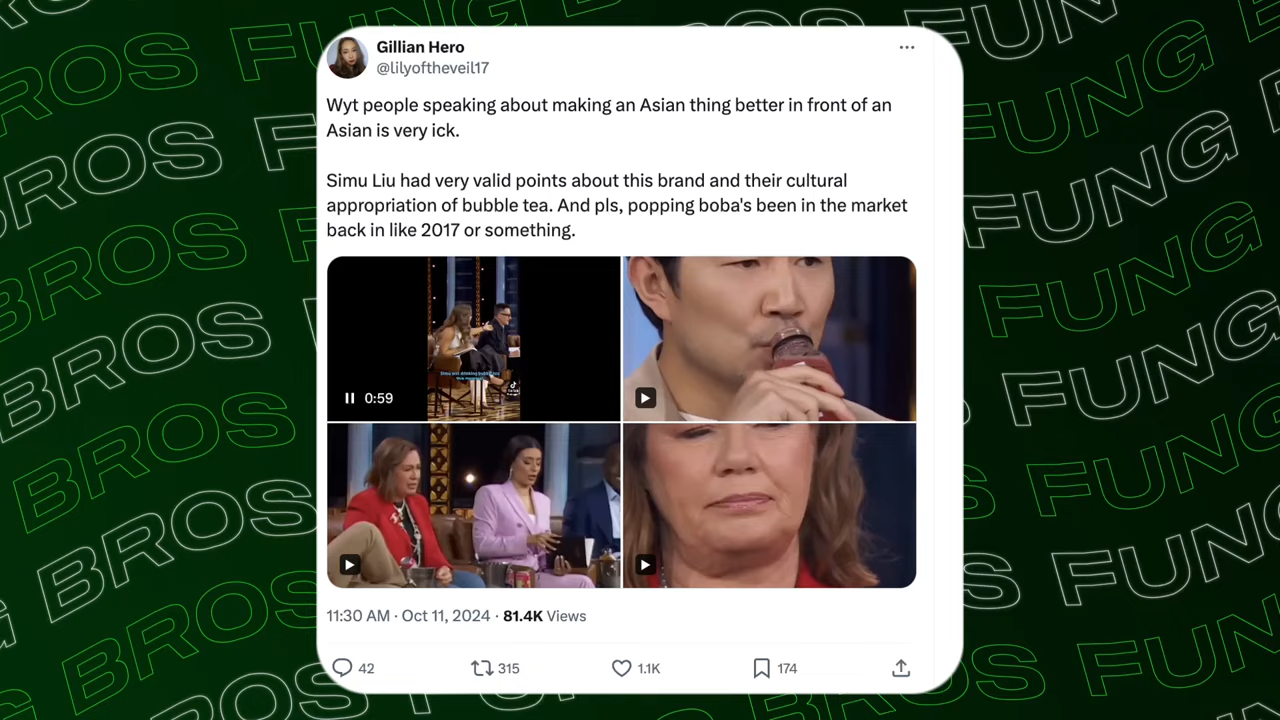 Gillian Hero
@lilyoftheveil17
Wyt people speaking about making an Asian thing better in front of an
Asian is very ick.
Simu Liu had very valid points about this brand and their cultural
appropriation of bubble tea. And pls, popping boba's been in the market
back in like 2017 or something.
0:59
11:30 AM · Oct 11, 2024 · 81.4K Views
42
315
1.1K
174
FUNG BROS